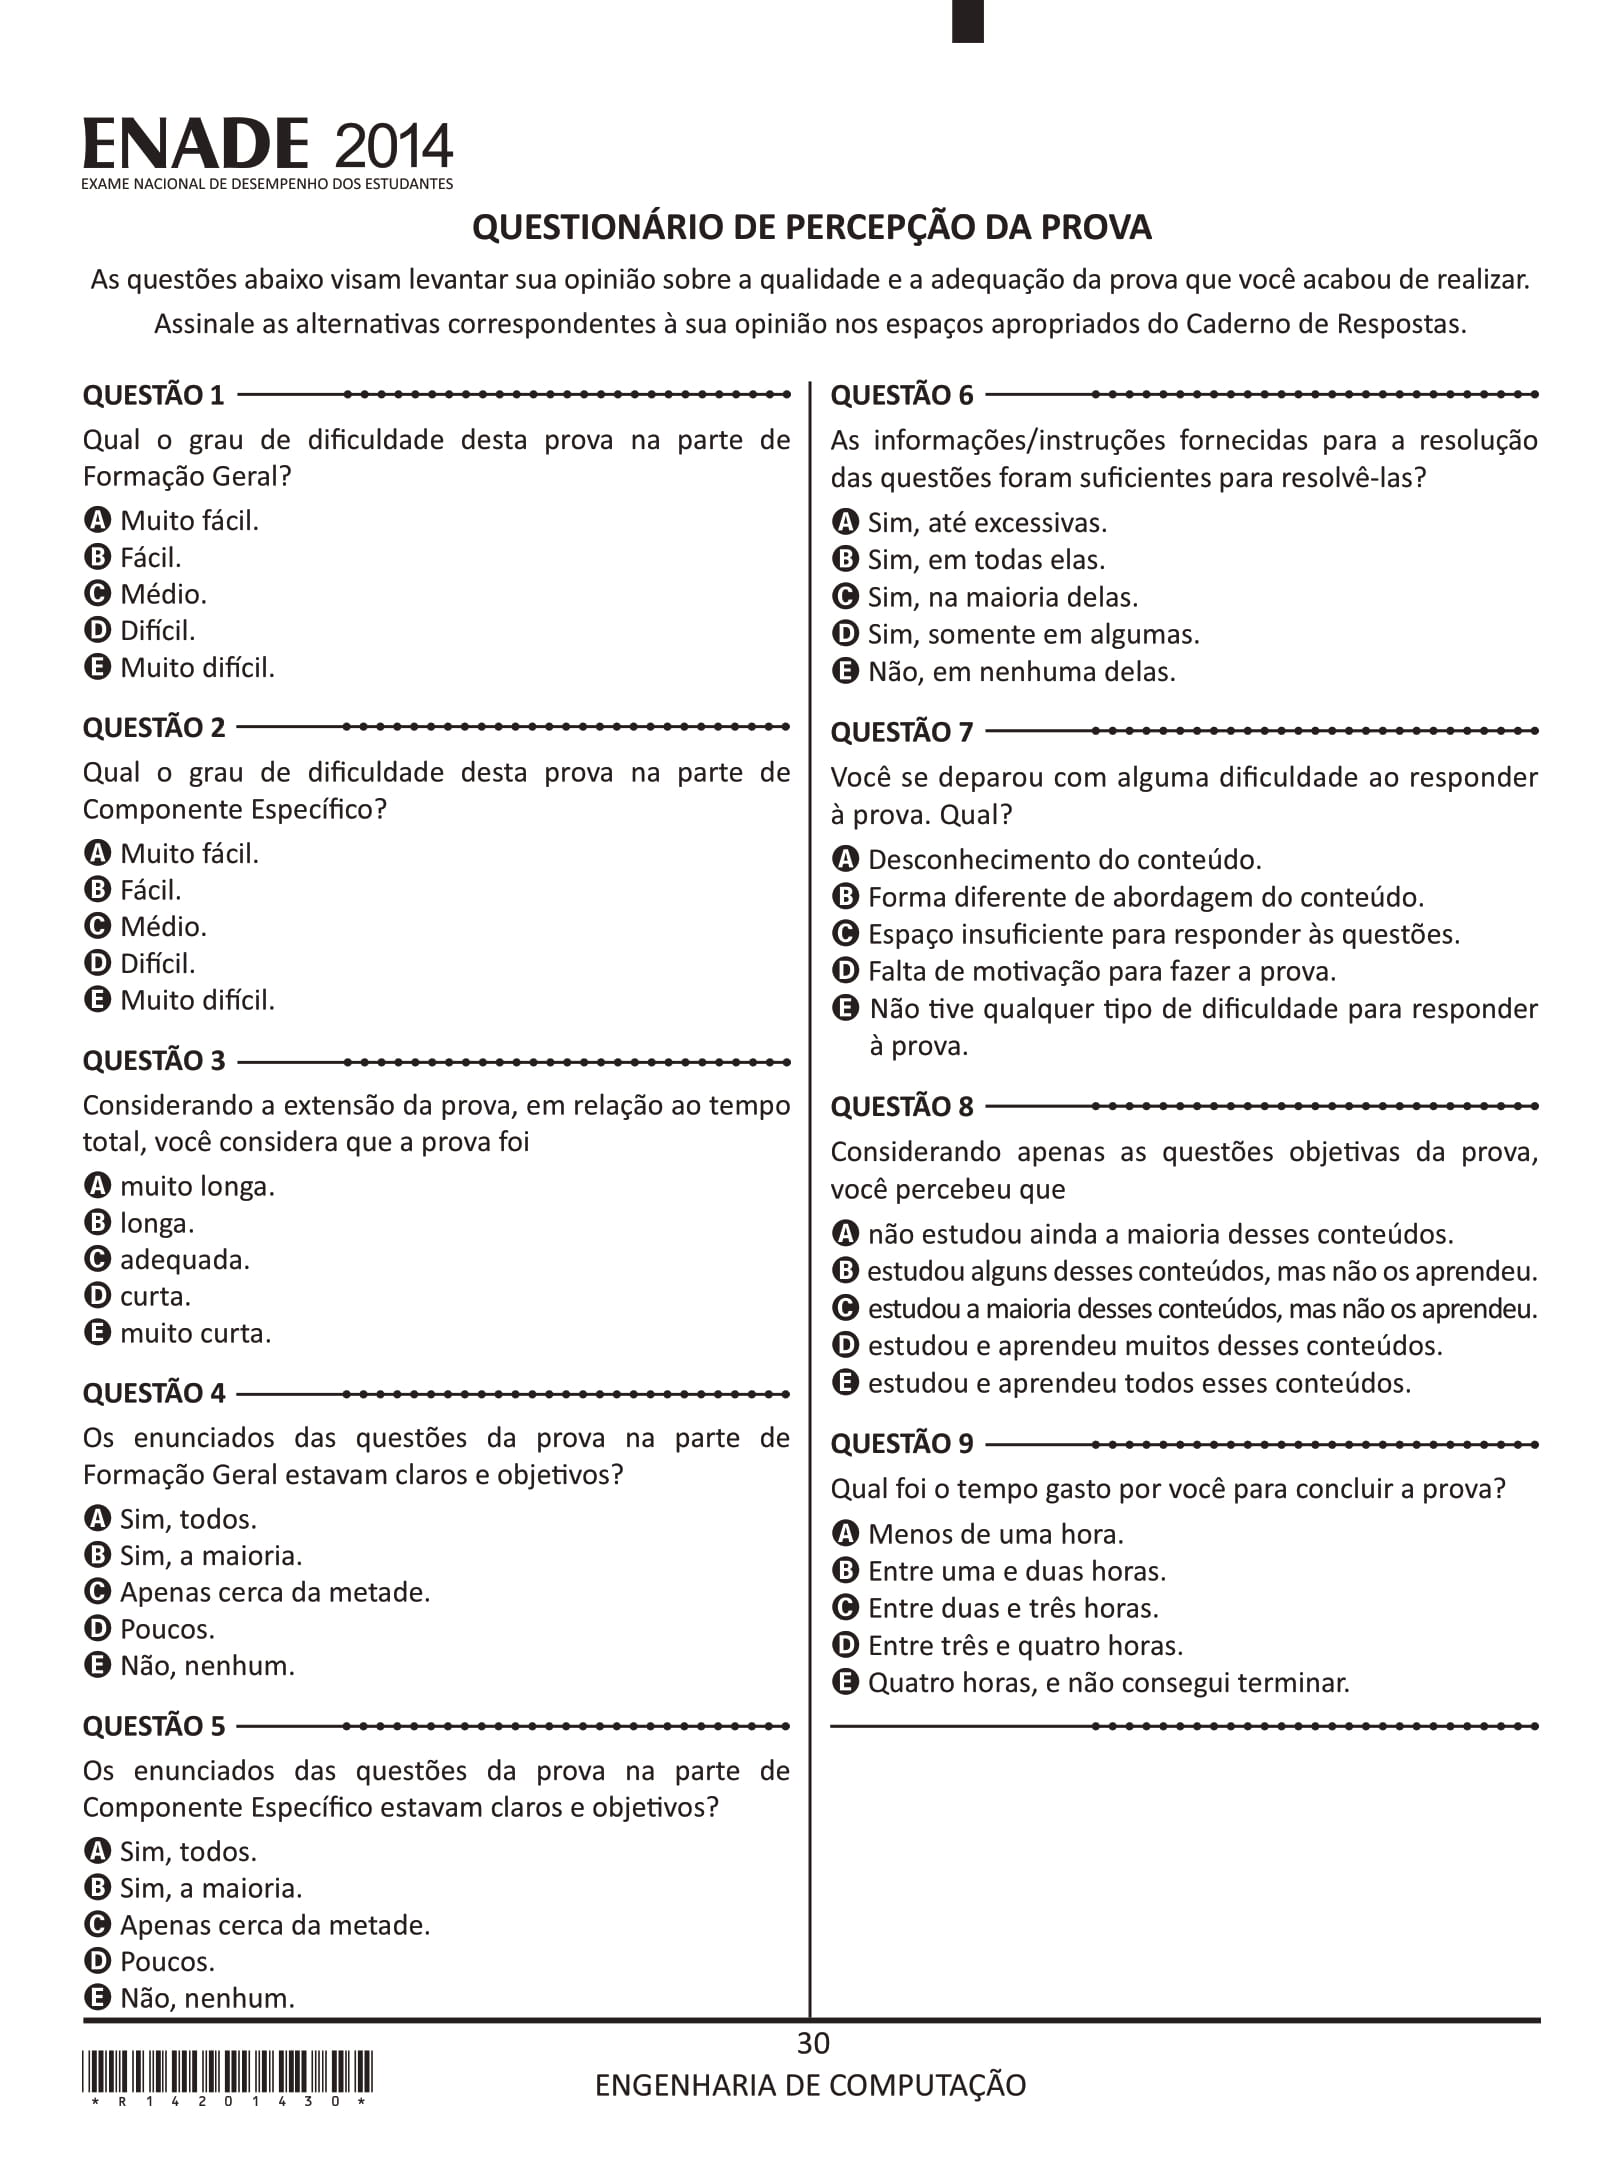 ENADE 2014
EXAME NACIONAL DE DESEMPENHO DOS ESTUDANTES
QUESTIONÁRIO DE PERCEPÇÃO DA PROVA
As questões abaixo visam levantar sua opinião sobre a qualidade e a adequação da prova que você acabou de realizar.
Assinale as alternativas correspondentes à sua opinião nos espaços apropriados do Caderno de Respostas.
QUESTÃO 1
Qual o grau de dificuldade desta prova na parte de
Formação Geral?
A Muito fácil.
B Fácil.
C Médio.
D Difícil.
E Muito difícil.
QUESTÃO 2
Qual o grau de dificuldade desta prova na parte de
Componente Específico?
A Muito fácil.
B Fácil.
C Médio.
D Difícil.
E Muito difícil.
QUESTÃO 3
Considerando a extensão da prova, em relação ao tempo
total, você considera que a prova foi
A muito longa.
B longa.
C adequada.
D curta.
E muito curta.
QUESTÃO 4
Os enunciados das questões da prova na parte de
Formação Geral estavam claros e objetivos?
A Sim, todos.
B Sim, a maioria.
C Apenas cerca da metade.
D Poucos.
E Não, nenhum.
QUESTÃO 5
Os enunciados das questões da prova na parte de
Componente Específico estavam claros e objetivos?
A Sim, todos.
B Sim, a maioria.
C Apenas cerca da metade.
D Poucos.
E Não, nenhum.
QUESTÃO 6
As informações/instruções fornecidas para a resolução
das questões foram suficientes para resolvê-las?
A Sim, até excessivas.
B Sim, em todas elas.
C Sim, na maioria delas.
D Sim, somente em algumas.
E Não, em nenhuma delas.
QUESTÃO 7
Você se deparou com alguma dificuldade ao responder
à prova. Qual?
A Desconhecimento do conteúdo.
B Forma diferente de abordagem do conteúdo.
C Espaço insuficiente para responder às questões.
D Falta de motivação para fazer a prova.
E Não tive qualquer tipo de dificuldade para responder
à prova.
QUESTÃO 8
Considerando apenas as questões objetivas da prova,
você percebeu que
A não estudou ainda a maioria desses conteúdos.
B estudou alguns desses conteúdos, mas não os aprendeu.
C estudou a maioria desses conteúdos, mas não os aprendeu.
D estudou e aprendeu muitos desses conteúdos.
E estudou e aprendeu todos esses conteúdos.
QUESTÃO 9
Qual foi o tempo gasto por você para concluir a prova?
A Menos de uma hora.
B Entre uma e duas horas.
C Entre duas e três horas.
D Entre três e quatro horas.
E Quatro horas, e não consegui terminar.
30
ENGENHARIA DE COMPUTAÇÃO
* R 1 4 2 0 1 4 3 0 *